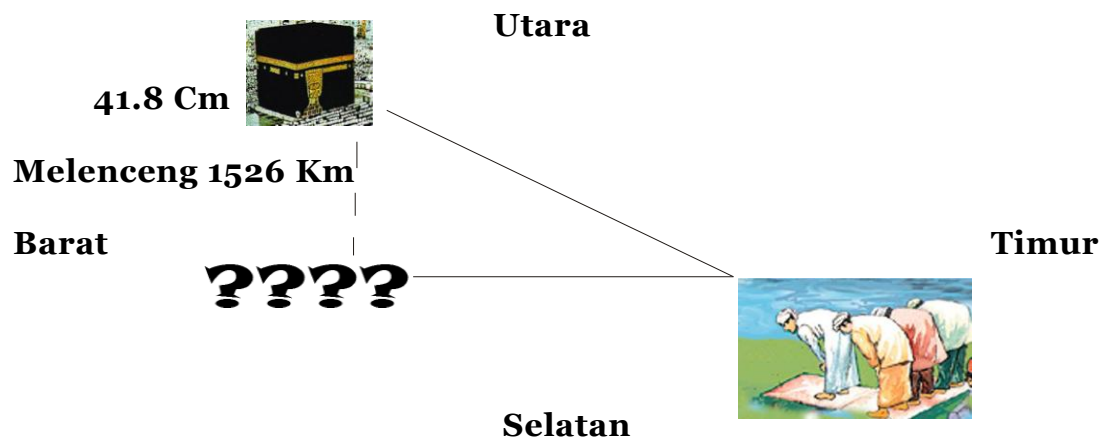 Utara
41.8 Cm
Melenceng 1526 Km
Barat
Timur
????
Selatan